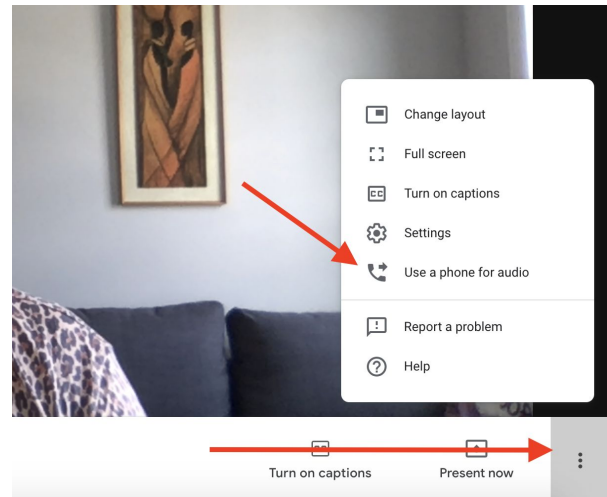 Change layout
Full screen
Turn on captions
Settings
Use a phone for audio
Report a problem
Help
Turn on captions
Present now